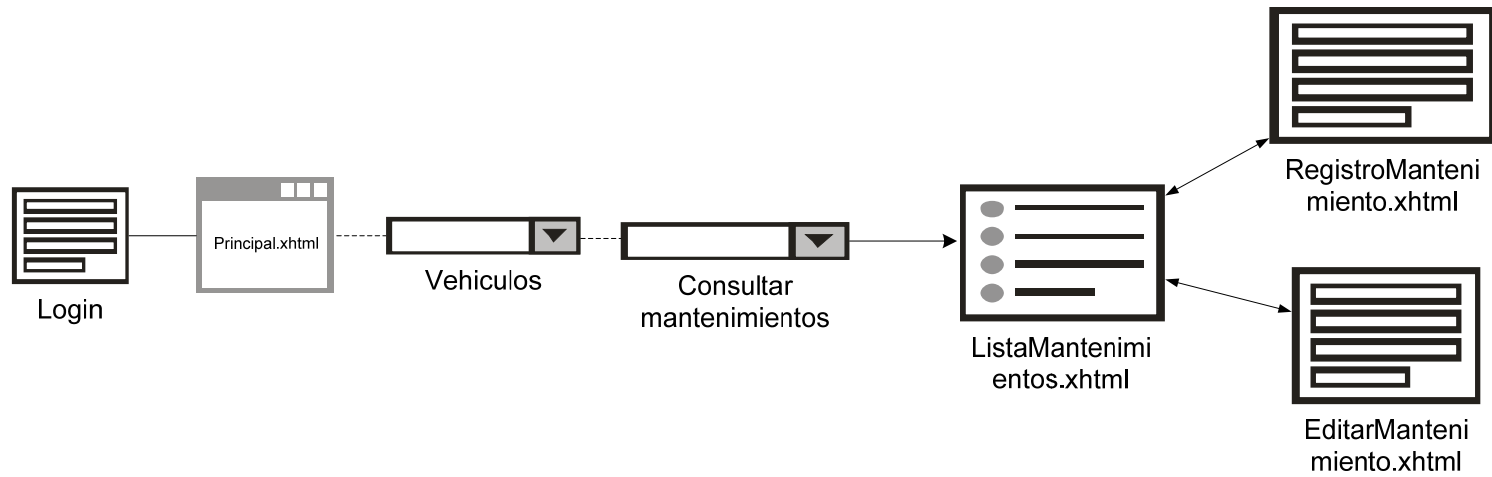 Login
Principal.xhtml
Vehiculos
Consultar
mantenimientos
ListaMantenimi
entos.xhtml
RegistroManteni
miento.xhtml
EditarManteni
miento.xhtml